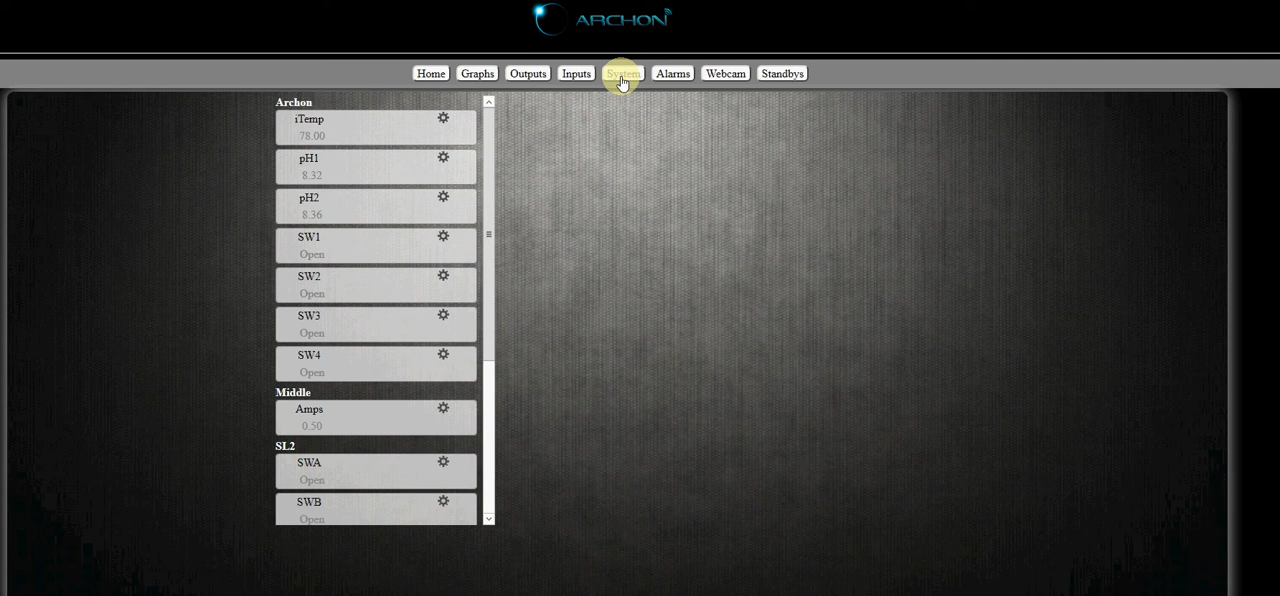 ARCHON
Home Graphs Outputs Inputs System Alarms Webcam Standbys
Archon
iTemp
78.00
pH1
8.32
pH2
8.36
SW1
Open
SW2
Open
SW3
Open
SW4
Open
Middle
Amps
0.50
SL2
SWA
Open
SWB
Open